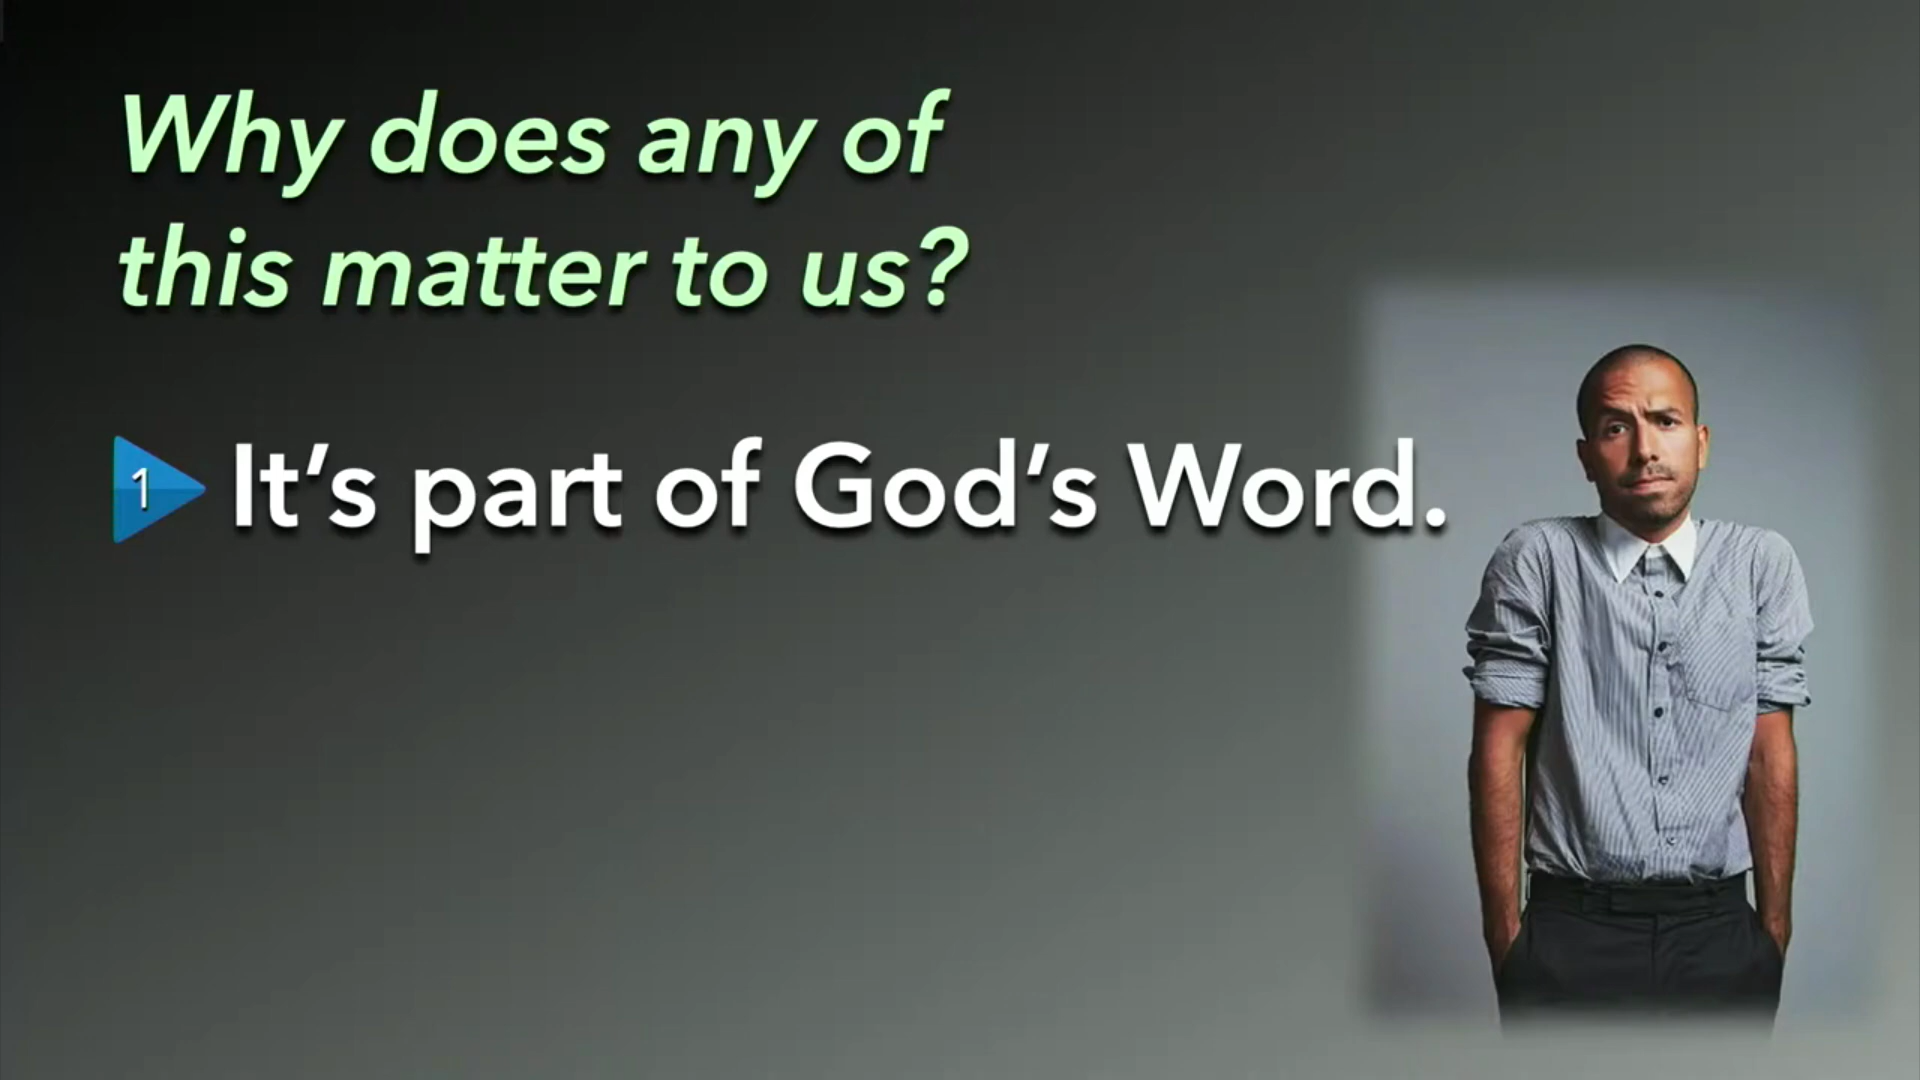 Why does any of
this matter to us?
1 It’s part of God’s Word.